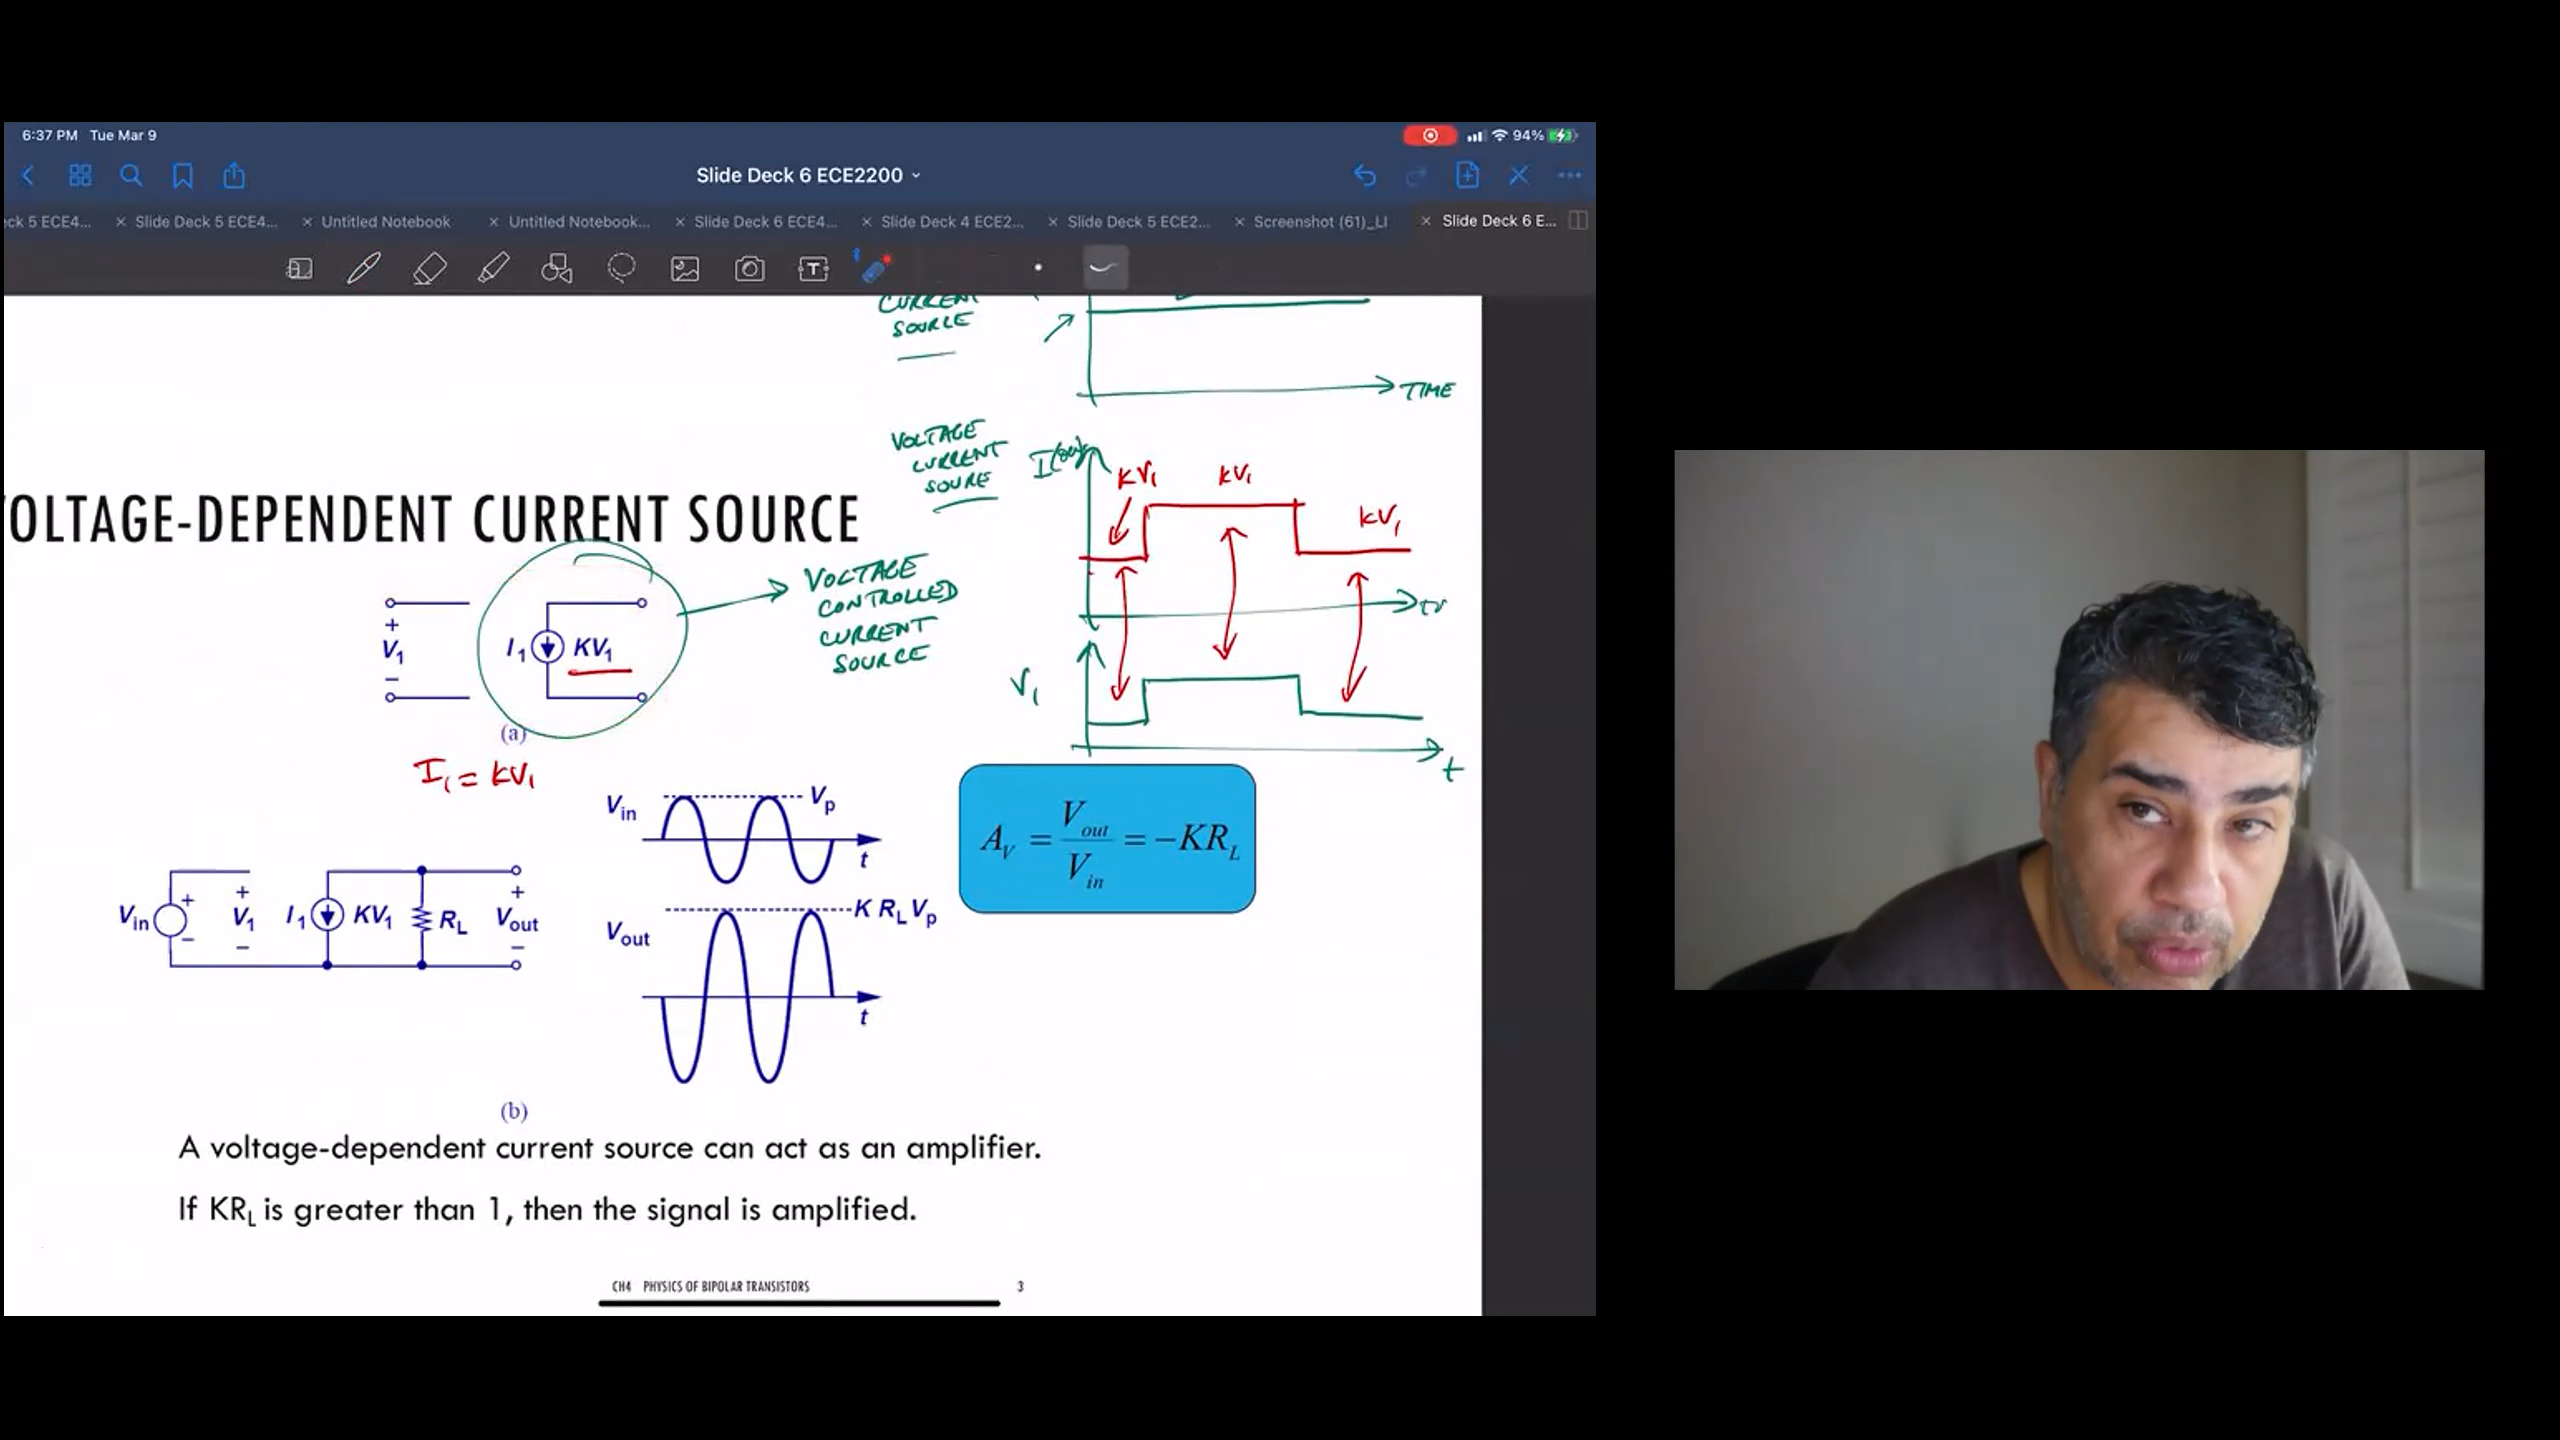 6:37 PM Tue Mar 9
94%
Slide Deck 6 ECE2200
ck 5 ECE4...
Slide Deck 5 ECE4...
Untitled Notebook
Untitled Notebook...
Slide Deck 6 ECE4...
Slide Deck 4 ECE2...
Slide Deck 5 ECE2...
Screenshot (61)_LI
Slide Deck 6 E...
CURRENT
SOURCE
TIME
VOLTAGE
CURRENT
SOURE
KV1
KV1
KV1
OLTAGE-DEPENDENT CURRENT SOURCE
VOLTAGE
CONTROLLED
CURRENT
SOURCE
+
V1
−
I1
KV1
(a)
I1 = KV1
V1
t
Vin
Vp
t
AV = Vout / Vin = −KRL
Vin
+
−
+
V1
−
I1
KV1
RL
+
Vout
−
Vout
K RL Vp
t
(b)
A voltage-dependent current source can act as an amplifier.
If KRL is greater than 1, then the signal is amplified.
CH4 PHYSICS OF BIPOLAR TRANSISTORS
3